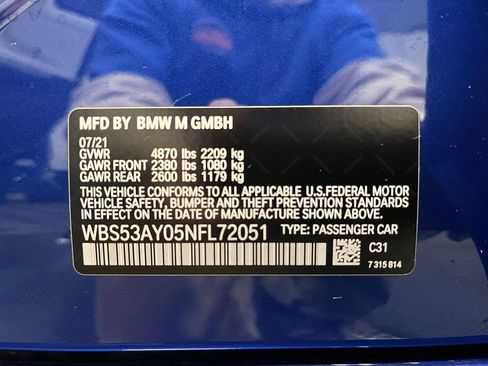 MFD BY BMW M GMBH
07/21
GVWR 4870 lbs 2209 kg
GAWR FRONT 2380 lbs 1080 kg
GAWR REAR 2600 lbs 1179 kg
THIS VEHICLE CONFORMS TO ALL APPLICABLE U.S.FEDERAL MOTOR
VEHICLE SAFETY, BUMPER, AND THEFT PREVENTION STANDARDS
IN EFFECT ON THE DATE OF MANUFACTURE SHOWN ABOVE.
WBS53AY05NFL72051 TYPE: PASSENGER CAR
C31
7 315 814